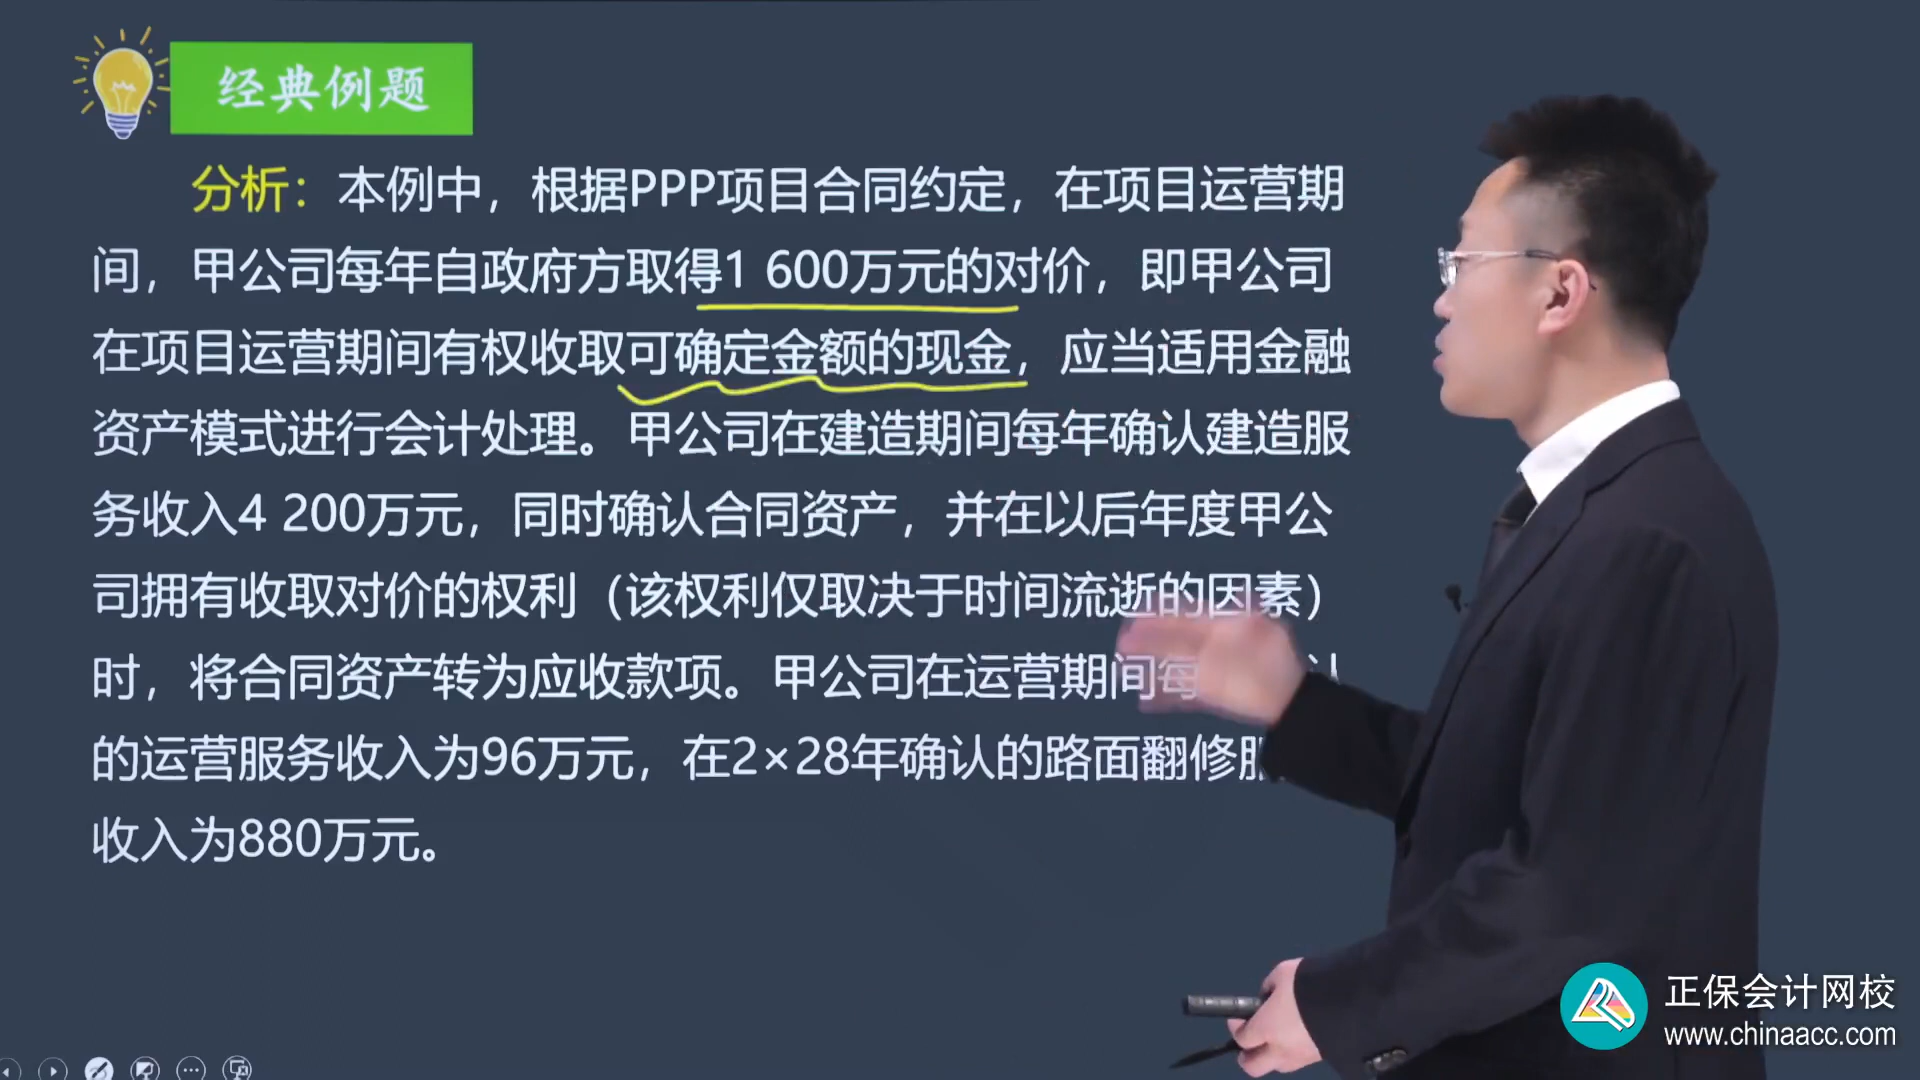 经典例题
分析：本例中，根据PPP项目合同约定，在项目运营期
间，甲公司每年自政府方取得1 600万元的对价，即甲公司
在项目运营期间有权收取可确定金额的现金，应当适用金融
资产模式进行会计处理。甲公司在建造期间每年确认建造服
务收入4 200万元，同时确认合同资产，并在以后年度甲公
司拥有收取对价的权利（该权利仅取决于时间流逝的因素）
时，将合同资产转为应收款项。甲公司在运营期间每
的运营服务收入为96万元，在2×28年确认的路面翻修
收入为880万元。
正保会计网校
www.chinaacc.com